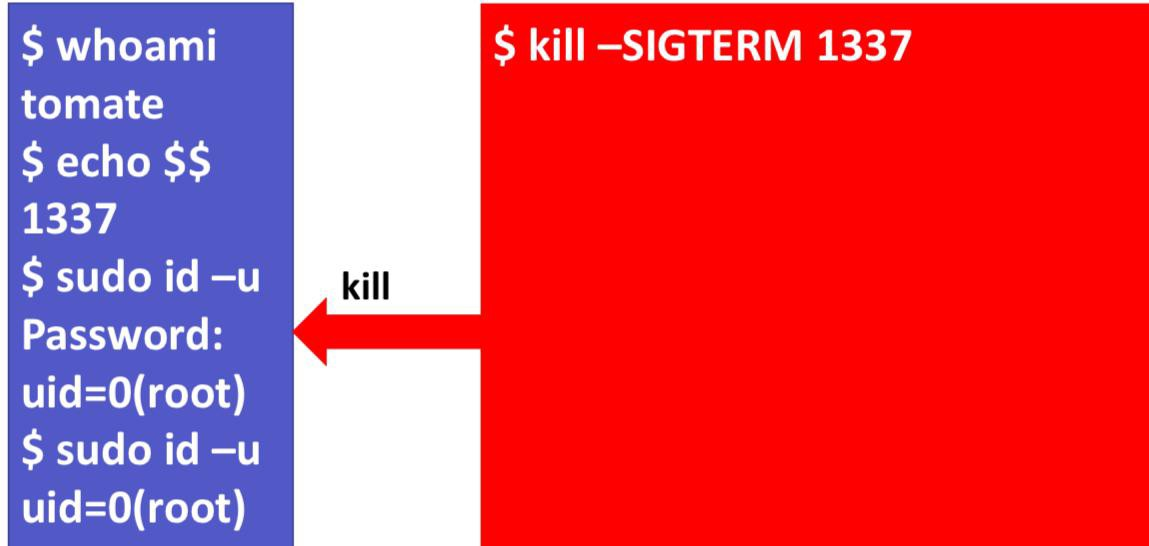 $ whoami
tomate
$ echo $$
1337
$ sudo id –u
Password:
uid=0(root)
$ sudo id –u
uid=0(root)
kill
$ kill –SIGTERM 1337